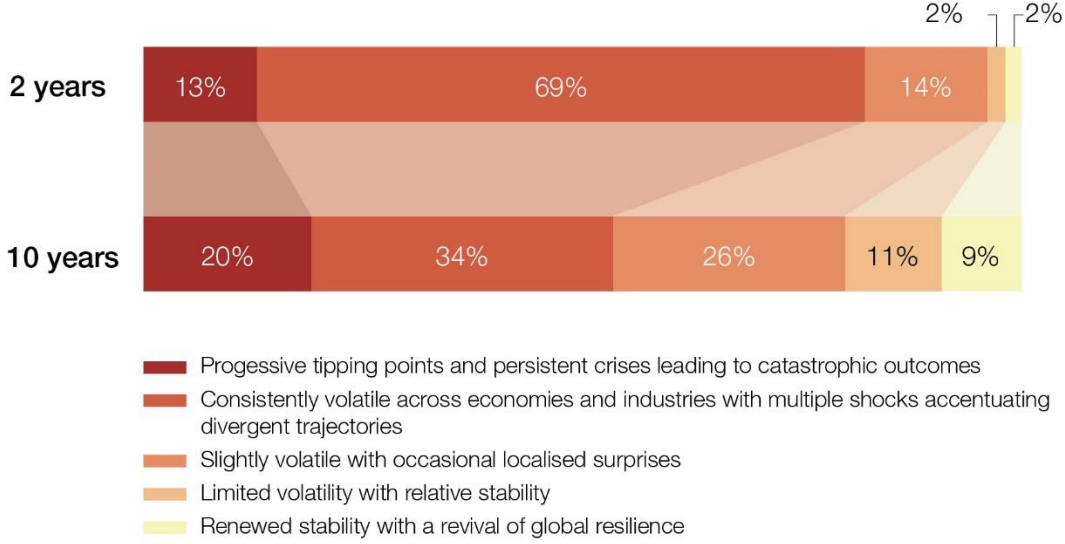 2% 2%
2 years 13% 69% 14%
10 years 20% 34% 26% 11% 9%
Progessive tipping points and persistent crises leading to catastrophic outcomes
Consistently volatile across economies and industries with multiple shocks accentuating
divergent trajectories
Slightly volatile with occasional localised surprises
Limited volitility with relative stability
Renewed stability with a revival of global resilience